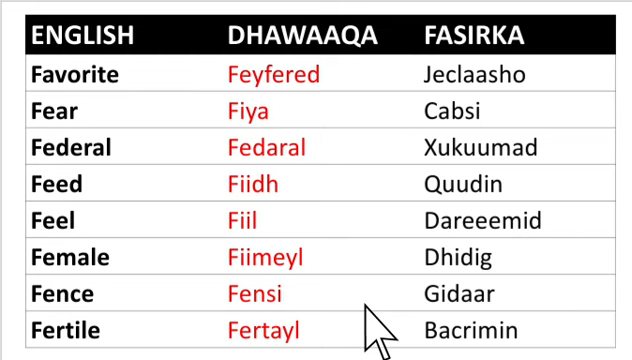 ENGLISH DHAWAAQA FASIRKA
Favorite Feyfered Jeclaasho
Fear Fiya Cabsi
Federal Fedaral Xukuumad
Feed Fiidh Quudin
Feel Fiil Dareeemid
Female Fiimeyl Dhidig
Fence Fensi Gidaar
Fertile Fertayl Bacrimin